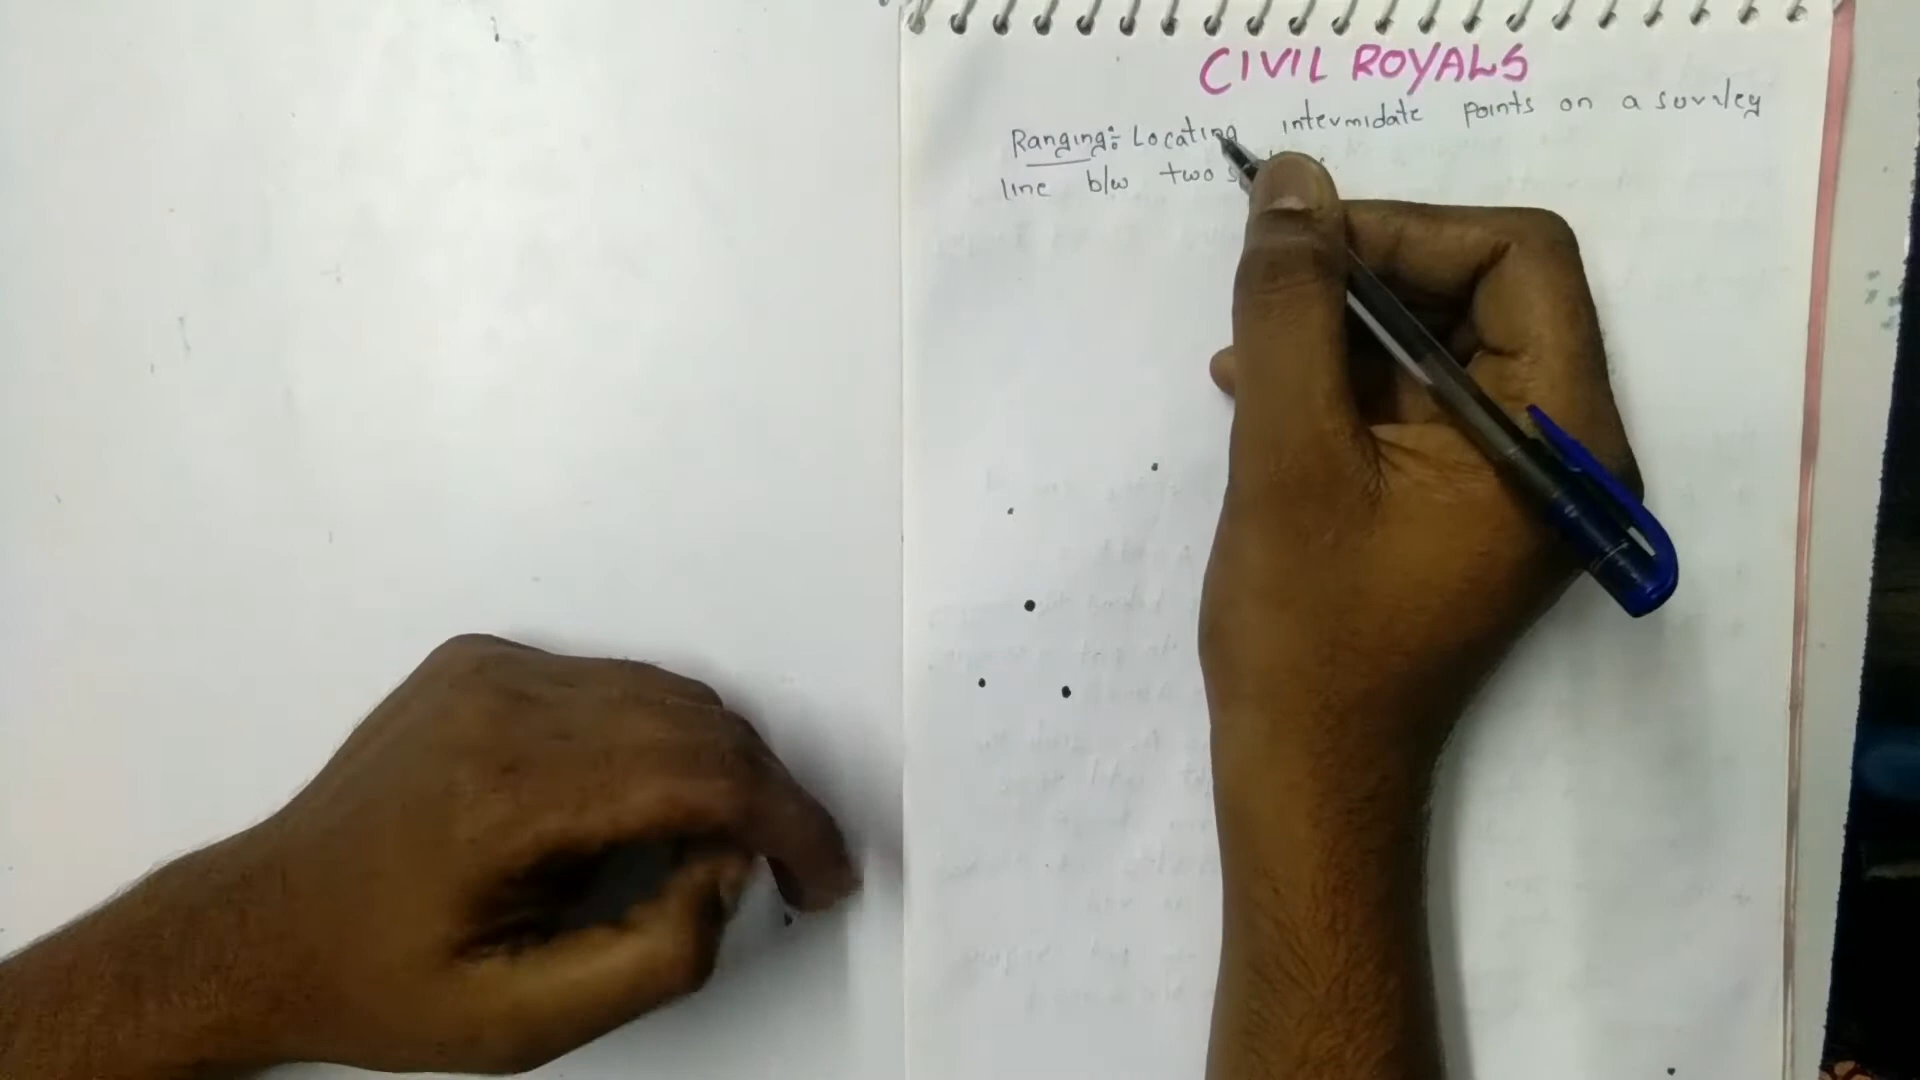 CIVIL ROYALS
Ranging:- Locating intermidate points on a survey
line b/w two